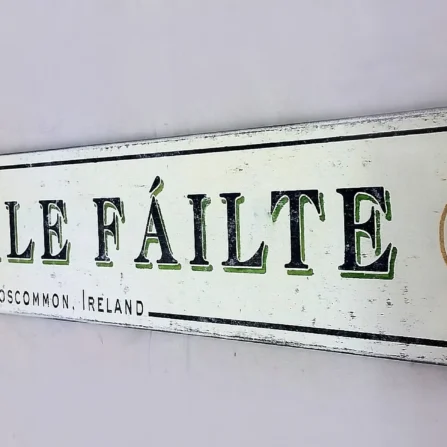 LE FÁILTE
OSCOMMON, IRELAND